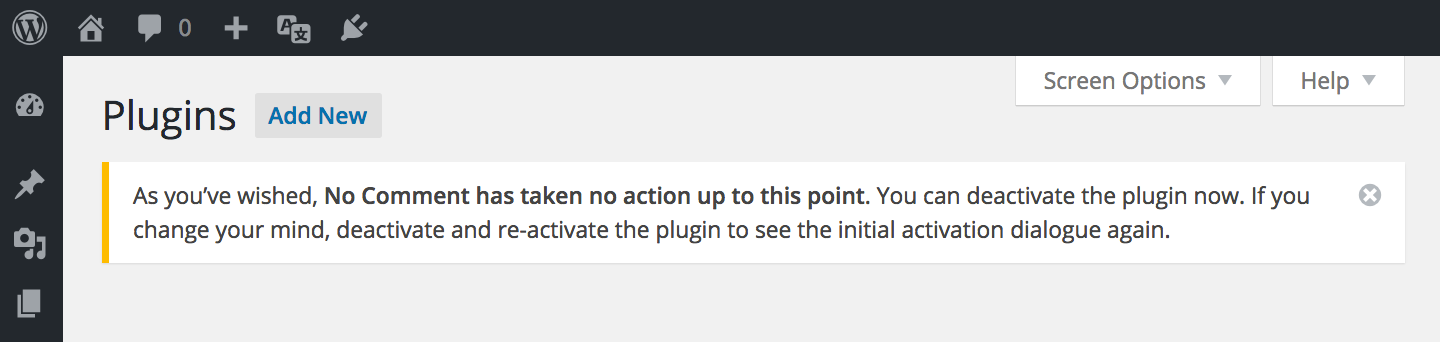 0
Screen Options
Help
Plugins
Add New
As you’ve wished, No Comment has taken no action up to this point. You can deactivate the plugin now. If you
change your mind, deactivate and re-activate the plugin to see the initial activation dialogue again.